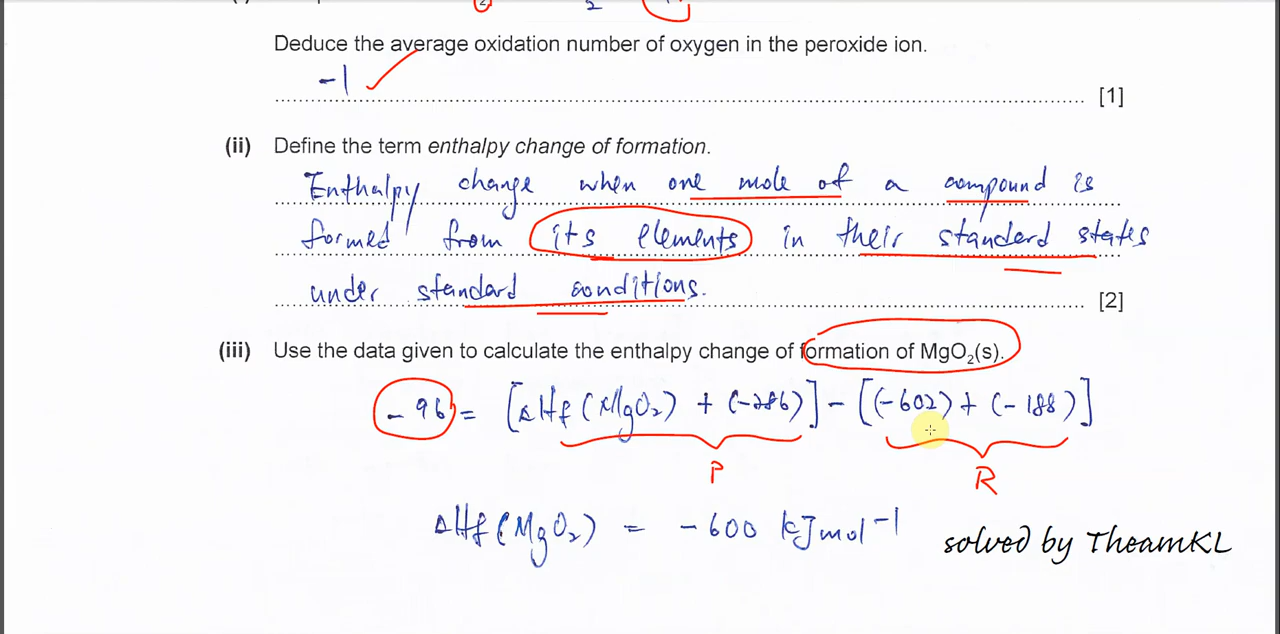 Deduce the average oxidation number of oxygen in the peroxide ion.
-1
[1]
(ii) Define the term enthalpy change of formation.
Enthalpy change when one mole of a compound is
formed from its elements in their standard states
under standard conditions.
[2]
(iii) Use the data given to calculate the enthalpy change of formation of MgO₂(s).
-96 = [ΔHf(MgO₂) + (-286)] - [(-602) + (-188)]
P R
ΔHf(MgO₂) = -600 kJmol⁻¹
solved by TheamKL